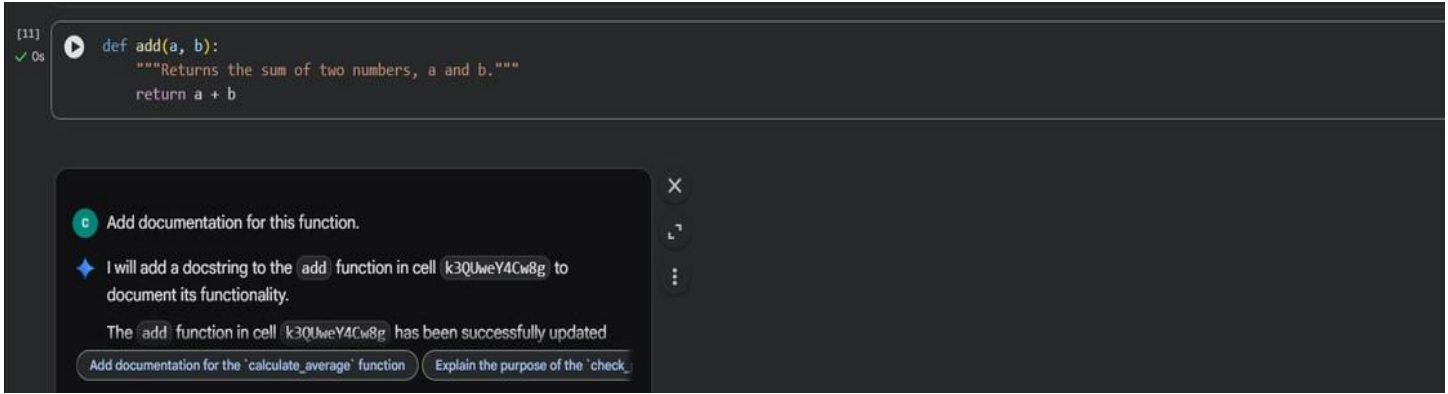 [11]
0s
def add(a, b):
"""Returns the sum of two numbers, a and b."""
return a + b
C Add documentation for this function.
I will add a docstring to the add function in cell k3QUweY4Cw8g to
document its functionality.
The add function in cell k3QUweY4Cw8g has been successfully updated
Add documentation for the `calculate_average` function Explain the purpose of the `check_